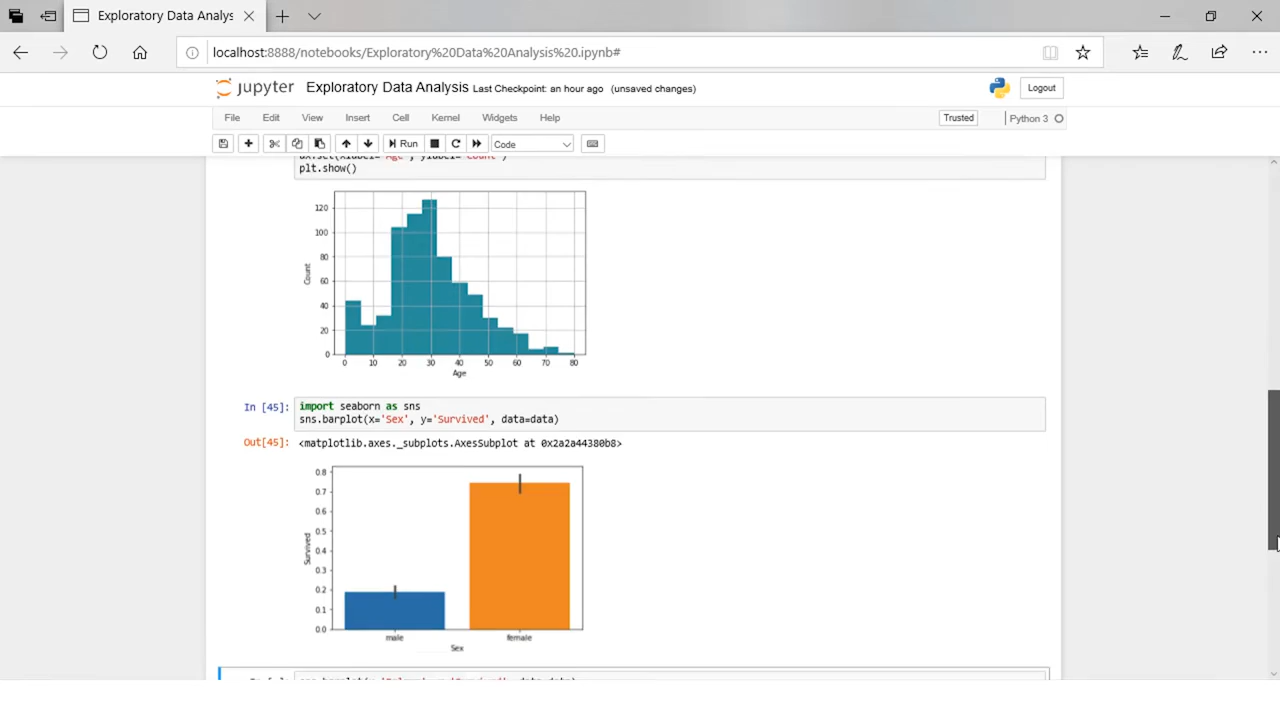 Exploratory Data Analys
localhost:8888/notebooks/Exploratory%20Data%20Analysis%20.ipynb#
jupyter Exploratory Data Analysis Last Checkpoint: an hour ago (unsaved changes)
Logout
File Edit View Insert Cell Kernel Widgets Help
Trusted
Python 3
Run
Code
plt.show()
120
100
80
60
40
20
0
Count
0 10 20 30 40 50 60 70 80
Age
In [45]: import seaborn as sns
sns.barplot(x='Sex', y='Survived', data=data)
Out[45]: <matplotlib.axes._subplots.AxesSubplot at 0x2a2a44380b8>
0.8
0.7
0.6
0.5
0.4
0.3
0.2
0.1
0.0
Survived
male female
Sex